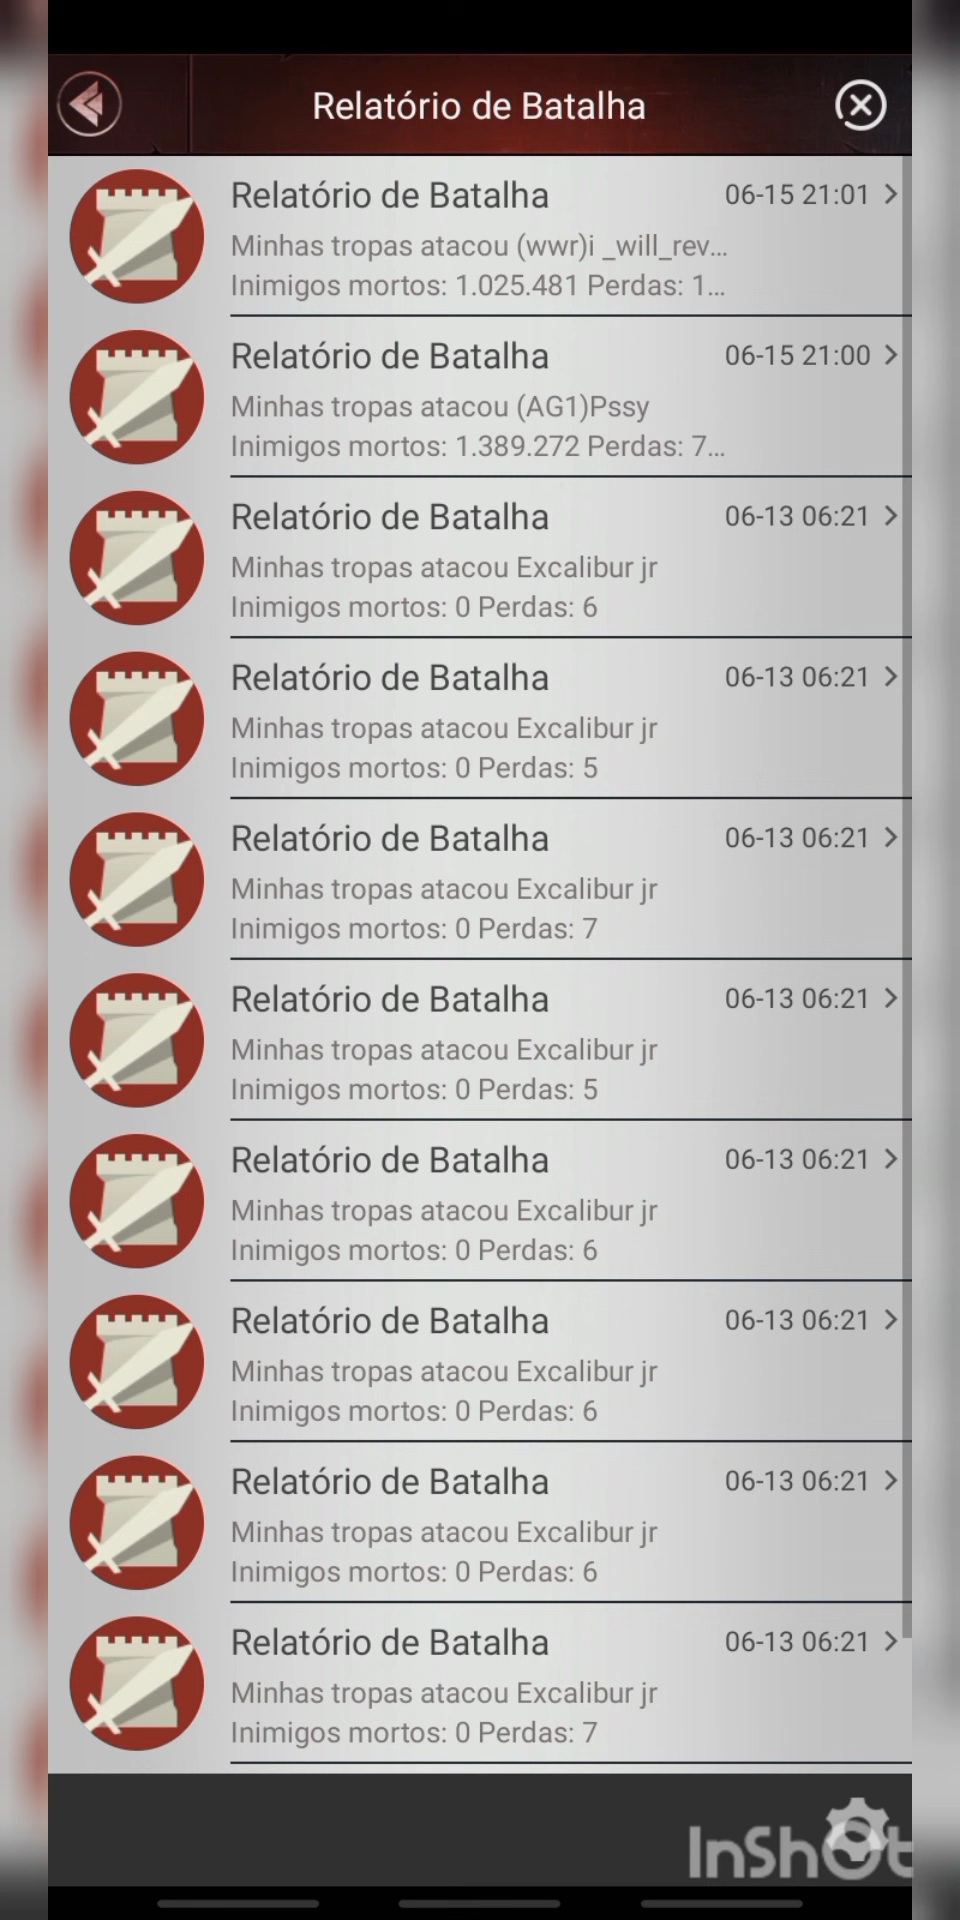 Relatório de Batalha
Relatório de Batalha 06-15 21:01
Minhas tropas atacou (wwr)i _will_rev...
Inimigos mortos: 1.025.481 Perdas: 1...
Relatório de Batalha 06-15 21:00
Minhas tropas atacou (AG1)Pssy
Inimigos mortos: 1.389.272 Perdas: 7...
Relatório de Batalha 06-13 06:21
Minhas tropas atacou Excalibur jr
Inimigos mortos: 0 Perdas: 6
Relatório de Batalha 06-13 06:21
Minhas tropas atacou Excalibur jr
Inimigos mortos: 0 Perdas: 5
Relatório de Batalha 06-13 06:21
Minhas tropas atacou Excalibur jr
Inimigos mortos: 0 Perdas: 7
Relatório de Batalha 06-13 06:21
Minhas tropas atacou Excalibur jr
Inimigos mortos: 0 Perdas: 5
Relatório de Batalha 06-13 06:21
Minhas tropas atacou Excalibur jr
Inimigos mortos: 0 Perdas: 6
Relatório de Batalha 06-13 06:21
Minhas tropas atacou Excalibur jr
Inimigos mortos: 0 Perdas: 6
Relatório de Batalha 06-13 06:21
Minhas tropas atacou Excalibur jr
Inimigos mortos: 0 Perdas: 6
Relatório de Batalha 06-13 06:21
Minhas tropas atacou Excalibur jr
Inimigos mortos: 0 Perdas: 7
InShot